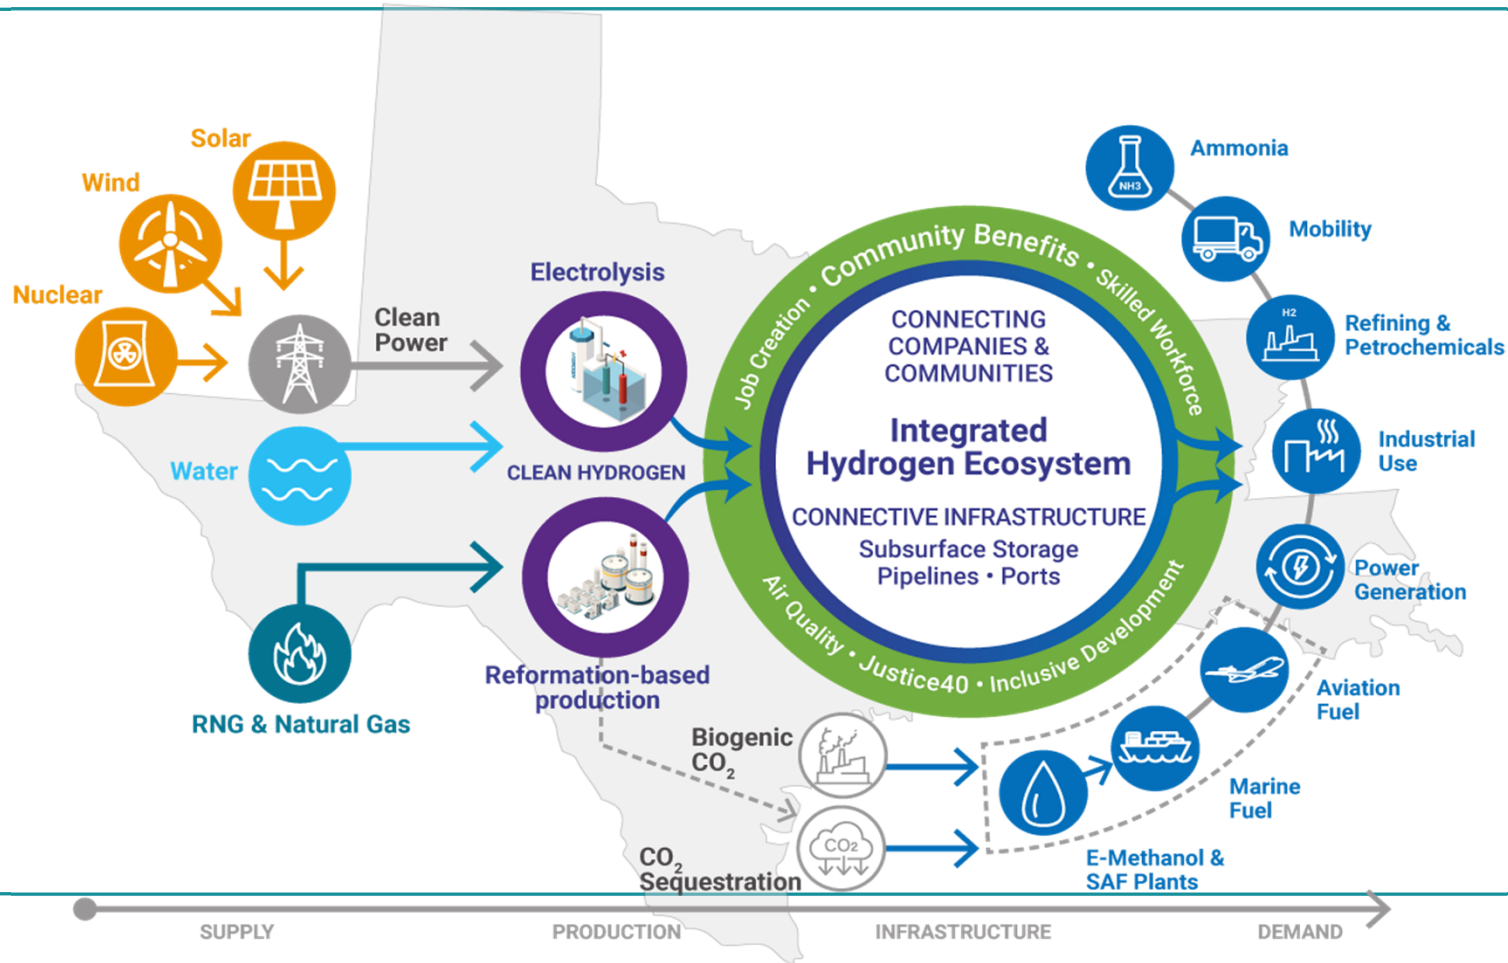 Solar
Wind
Nuclear
Clean
Power
Water
RNG & Natural Gas
Electrolysis
CLEAN HYDROGEN
Reformation-based
production
Job Creation • Community Benefits • Skilled Workforce
CONNECTING
COMPANIES &
COMMUNITIES
Integrated
Hydrogen Ecosystem
CONNECTIVE INFRASTRUCTURE
Subsurface Storage
Pipelines • Ports
Air Quality • Justice40 • Inclusive Development
Biogenic
CO2
CO2
Sequestration
CO2
NH3
Ammonia
Mobility
H2
Refining &
Petrochemicals
Industrial
Use
Power
Generation
Aviation
Fuel
Marine
Fuel
E-Methanol &
SAF Plants
SUPPLY
PRODUCTION
INFRASTRUCTURE
DEMAND